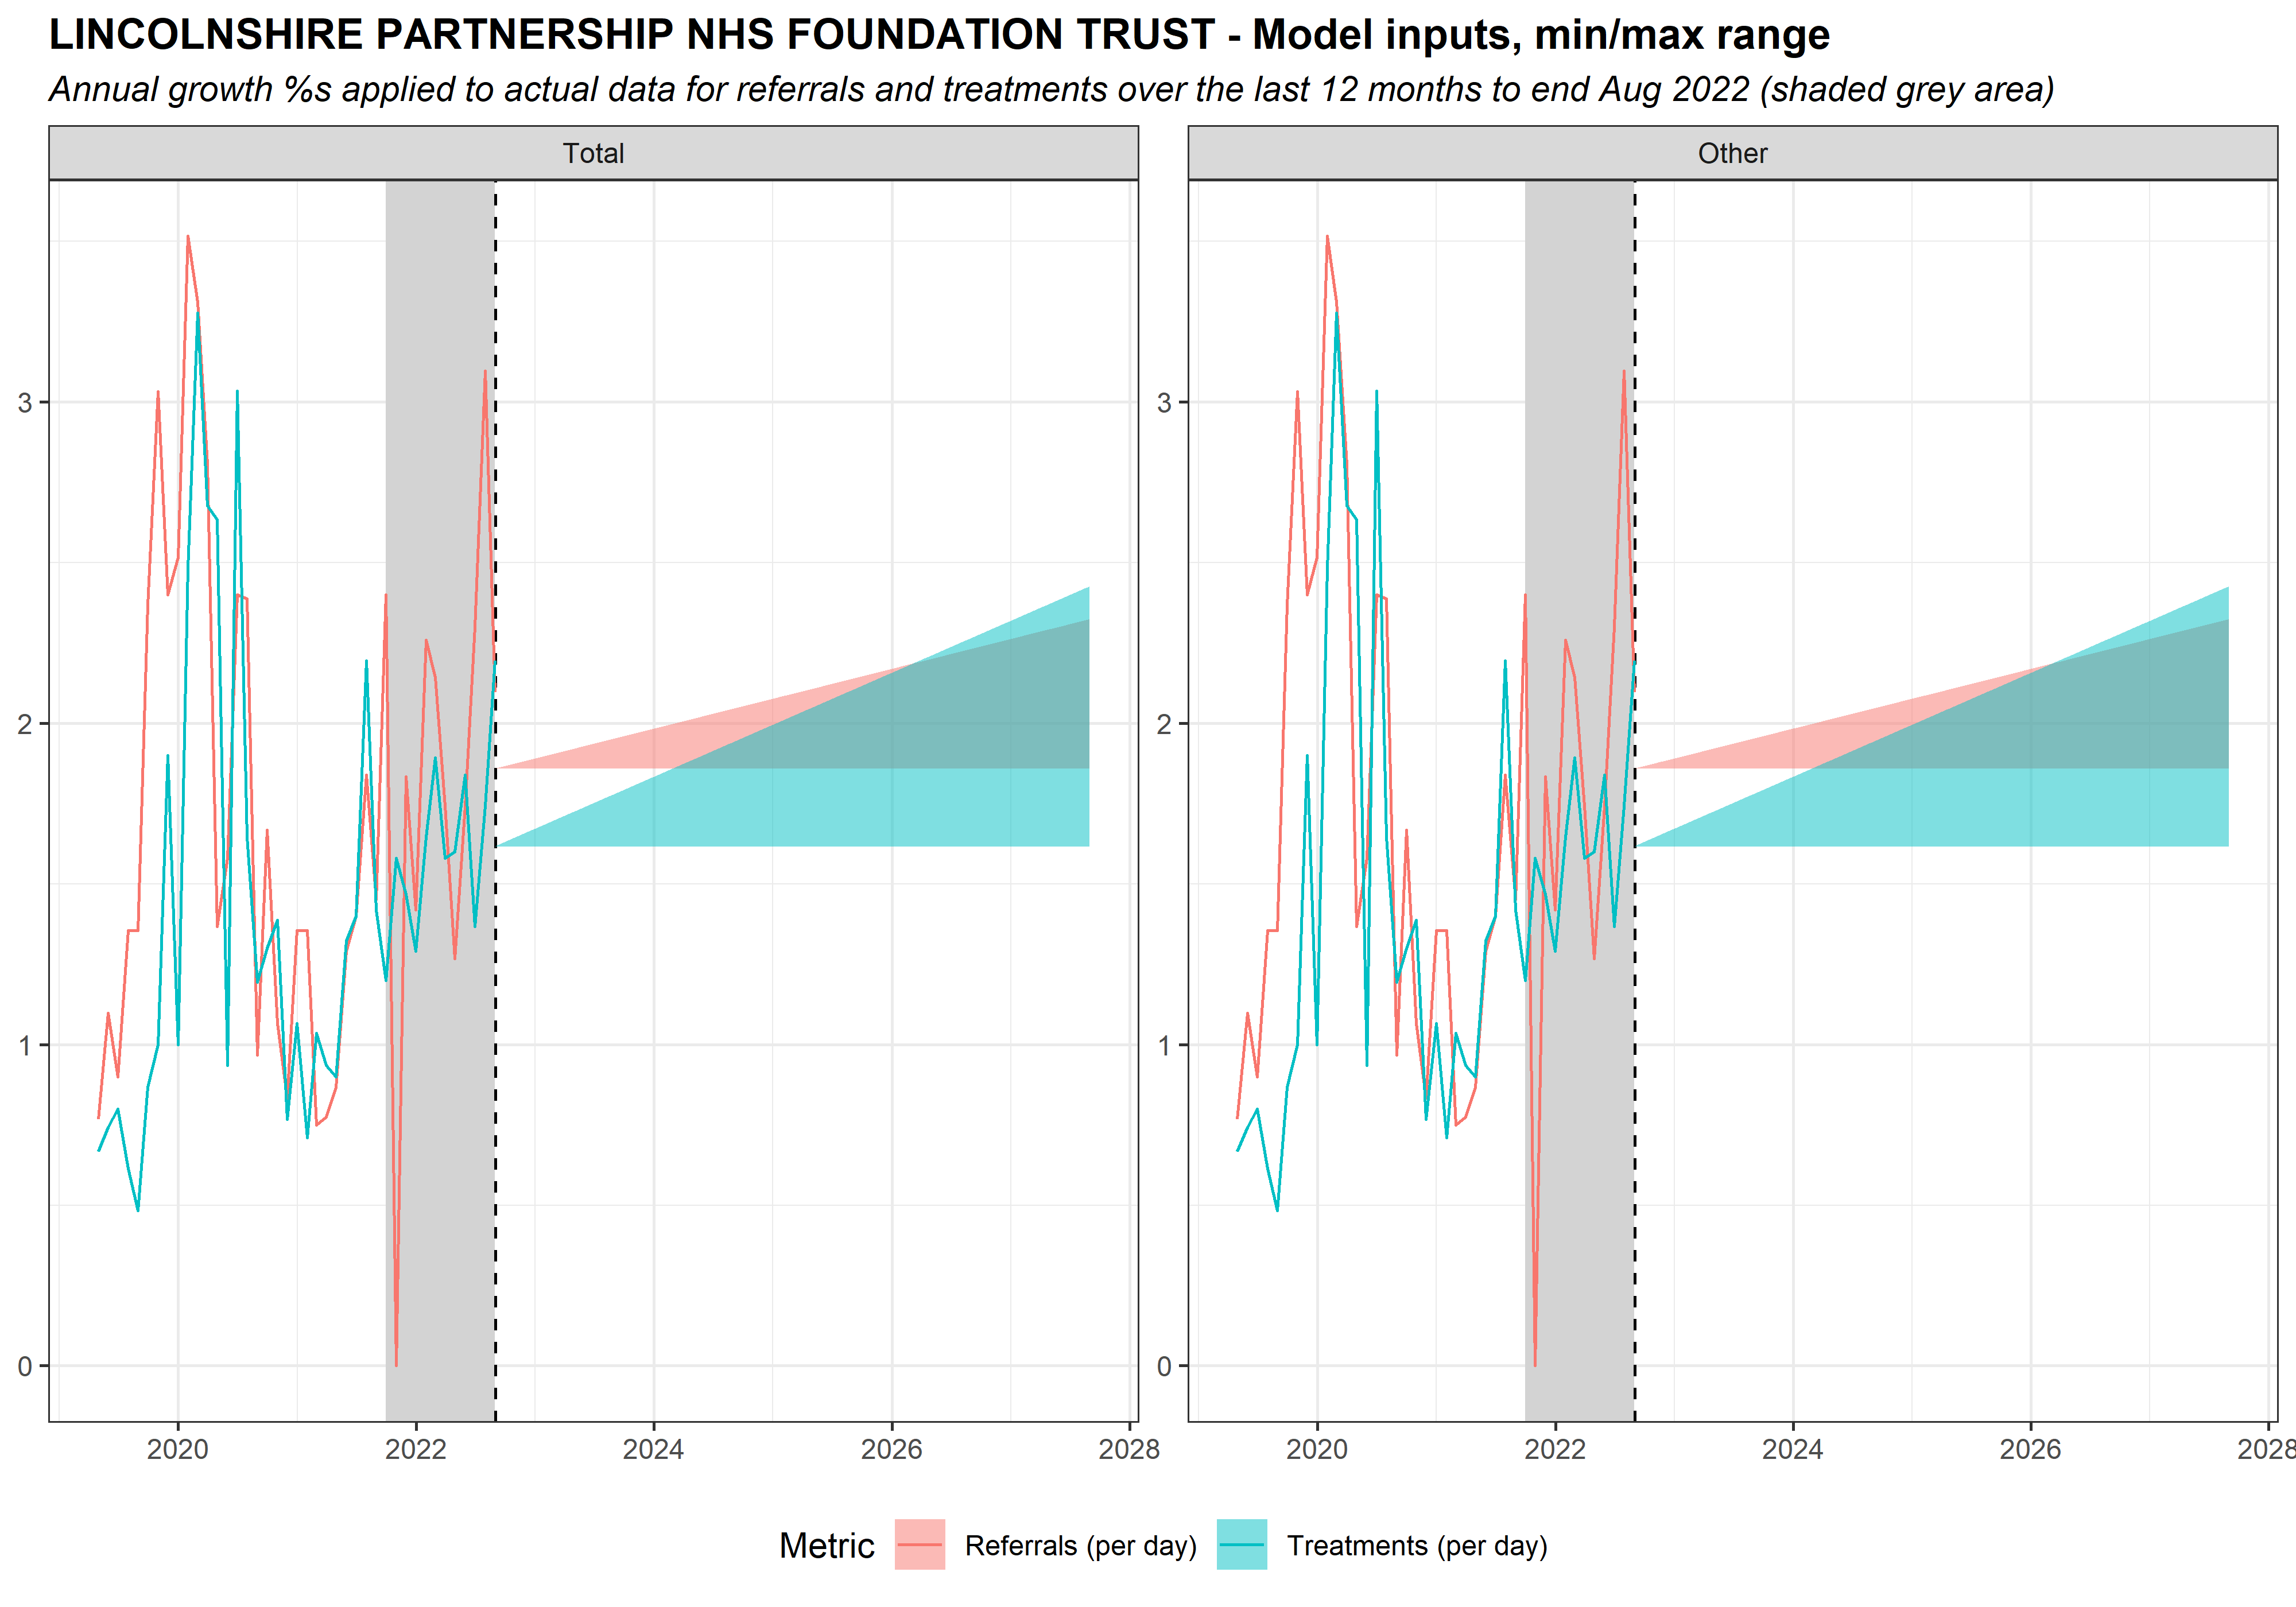 LINCOLNSHIRE PARTNERSHIP NHS FOUNDATION TRUST - Model inputs, min/max range
Annual growth %s applied to actual data for referrals and treatments over the last 12 months to end Aug 2022 (shaded grey area)
Total
Other
3
2
1
0
3
2
1
0
2020
2022
2024
2026
2028
2020
2022
2024
2026
2028
Metric
Referrals (per day)
Treatments (per day)